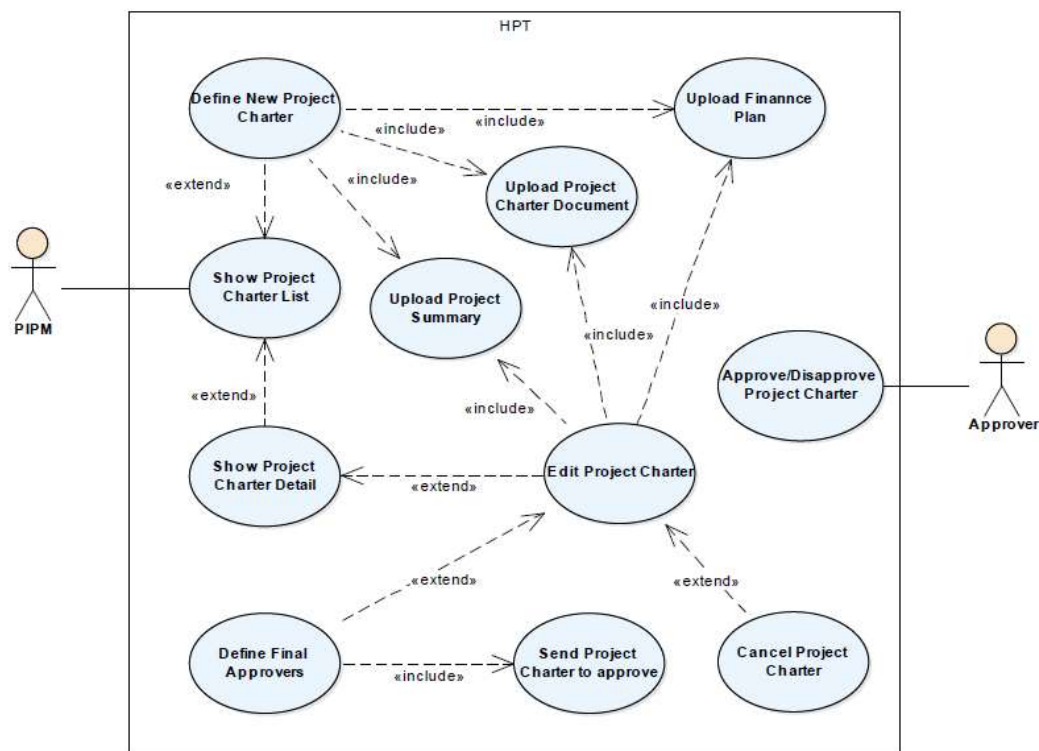 HPT
Define New Project
Charter
Upload Finannce
Plan
«include»
«include»
«include»
«extend»
Upload Project
Charter Document
PIPM
Show Project
Charter List
Upload Project
Summary
«include»
«include»
«include»
Approve/Disapprove
Project Charter
Approver
«extend»
Show Project
Charter Detail
«extend»
Edit Project Charter
«extend»
«extend»
Define Final
Approvers
«include»
Send Project
Charter to approve
Cancel Project
Charter